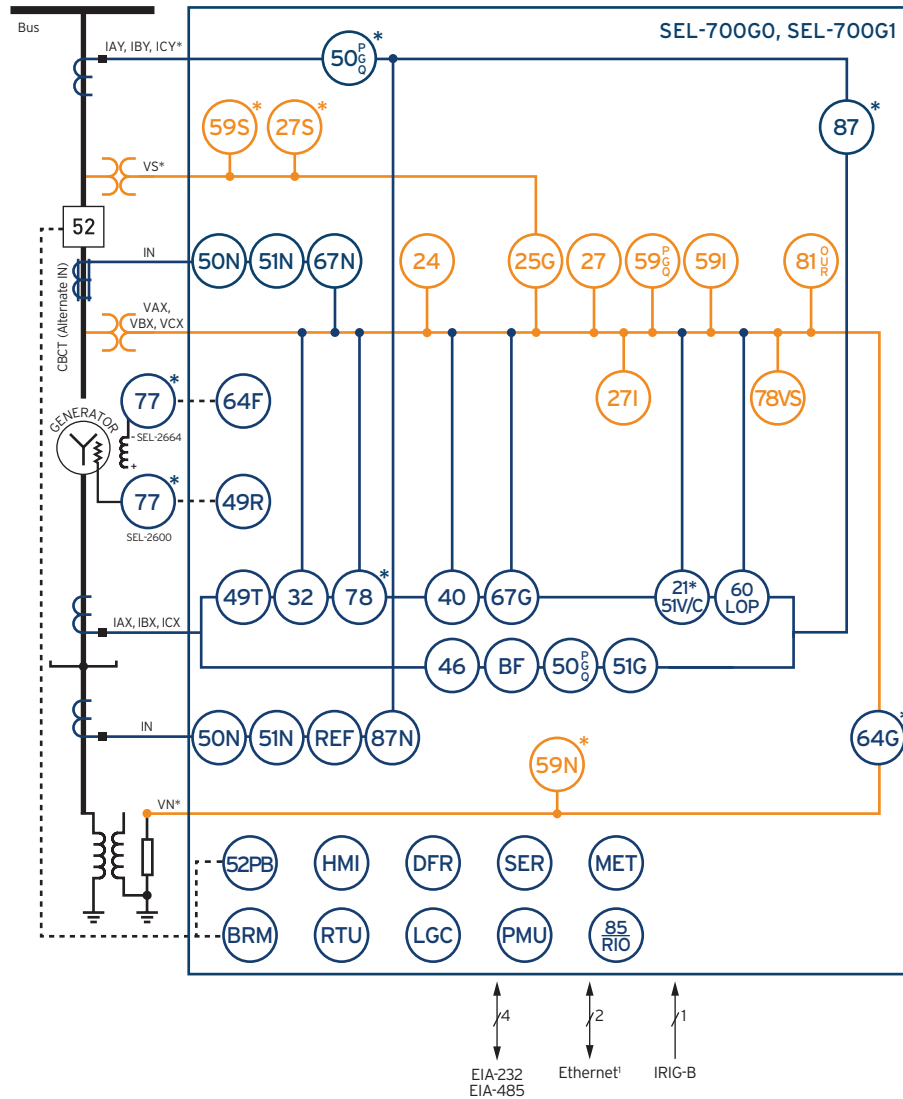 SEL-700G0, SEL-700G1
Bus
IAY, IBY, ICY*
50 P G Q *
59S*
27S*
87*
VS*
52
IN
50N
51N
67N
24
25G
27
59 P G Q
59I
81 O U R
CBCT (Alternate IN)
VAX,
VBX, VCX
27I
78VS
GENERATOR
77*
- SEL-2664
+
64F
77*
SEL-2600
49R
49T
32
78*
40
67G
21*
51V/C
60
LOP
IAX, IBX, ICX
46
BF
50 P G Q
51G
IN
50N
51N
REF
87N
64G*
59N*
VN*
52PB
HMI
DFR
SER
MET
BRM
RTU
LGC
PMU
85
RIO
4
2
1
EIA-232
EIA-485
Ethernet¹
IRIG-B